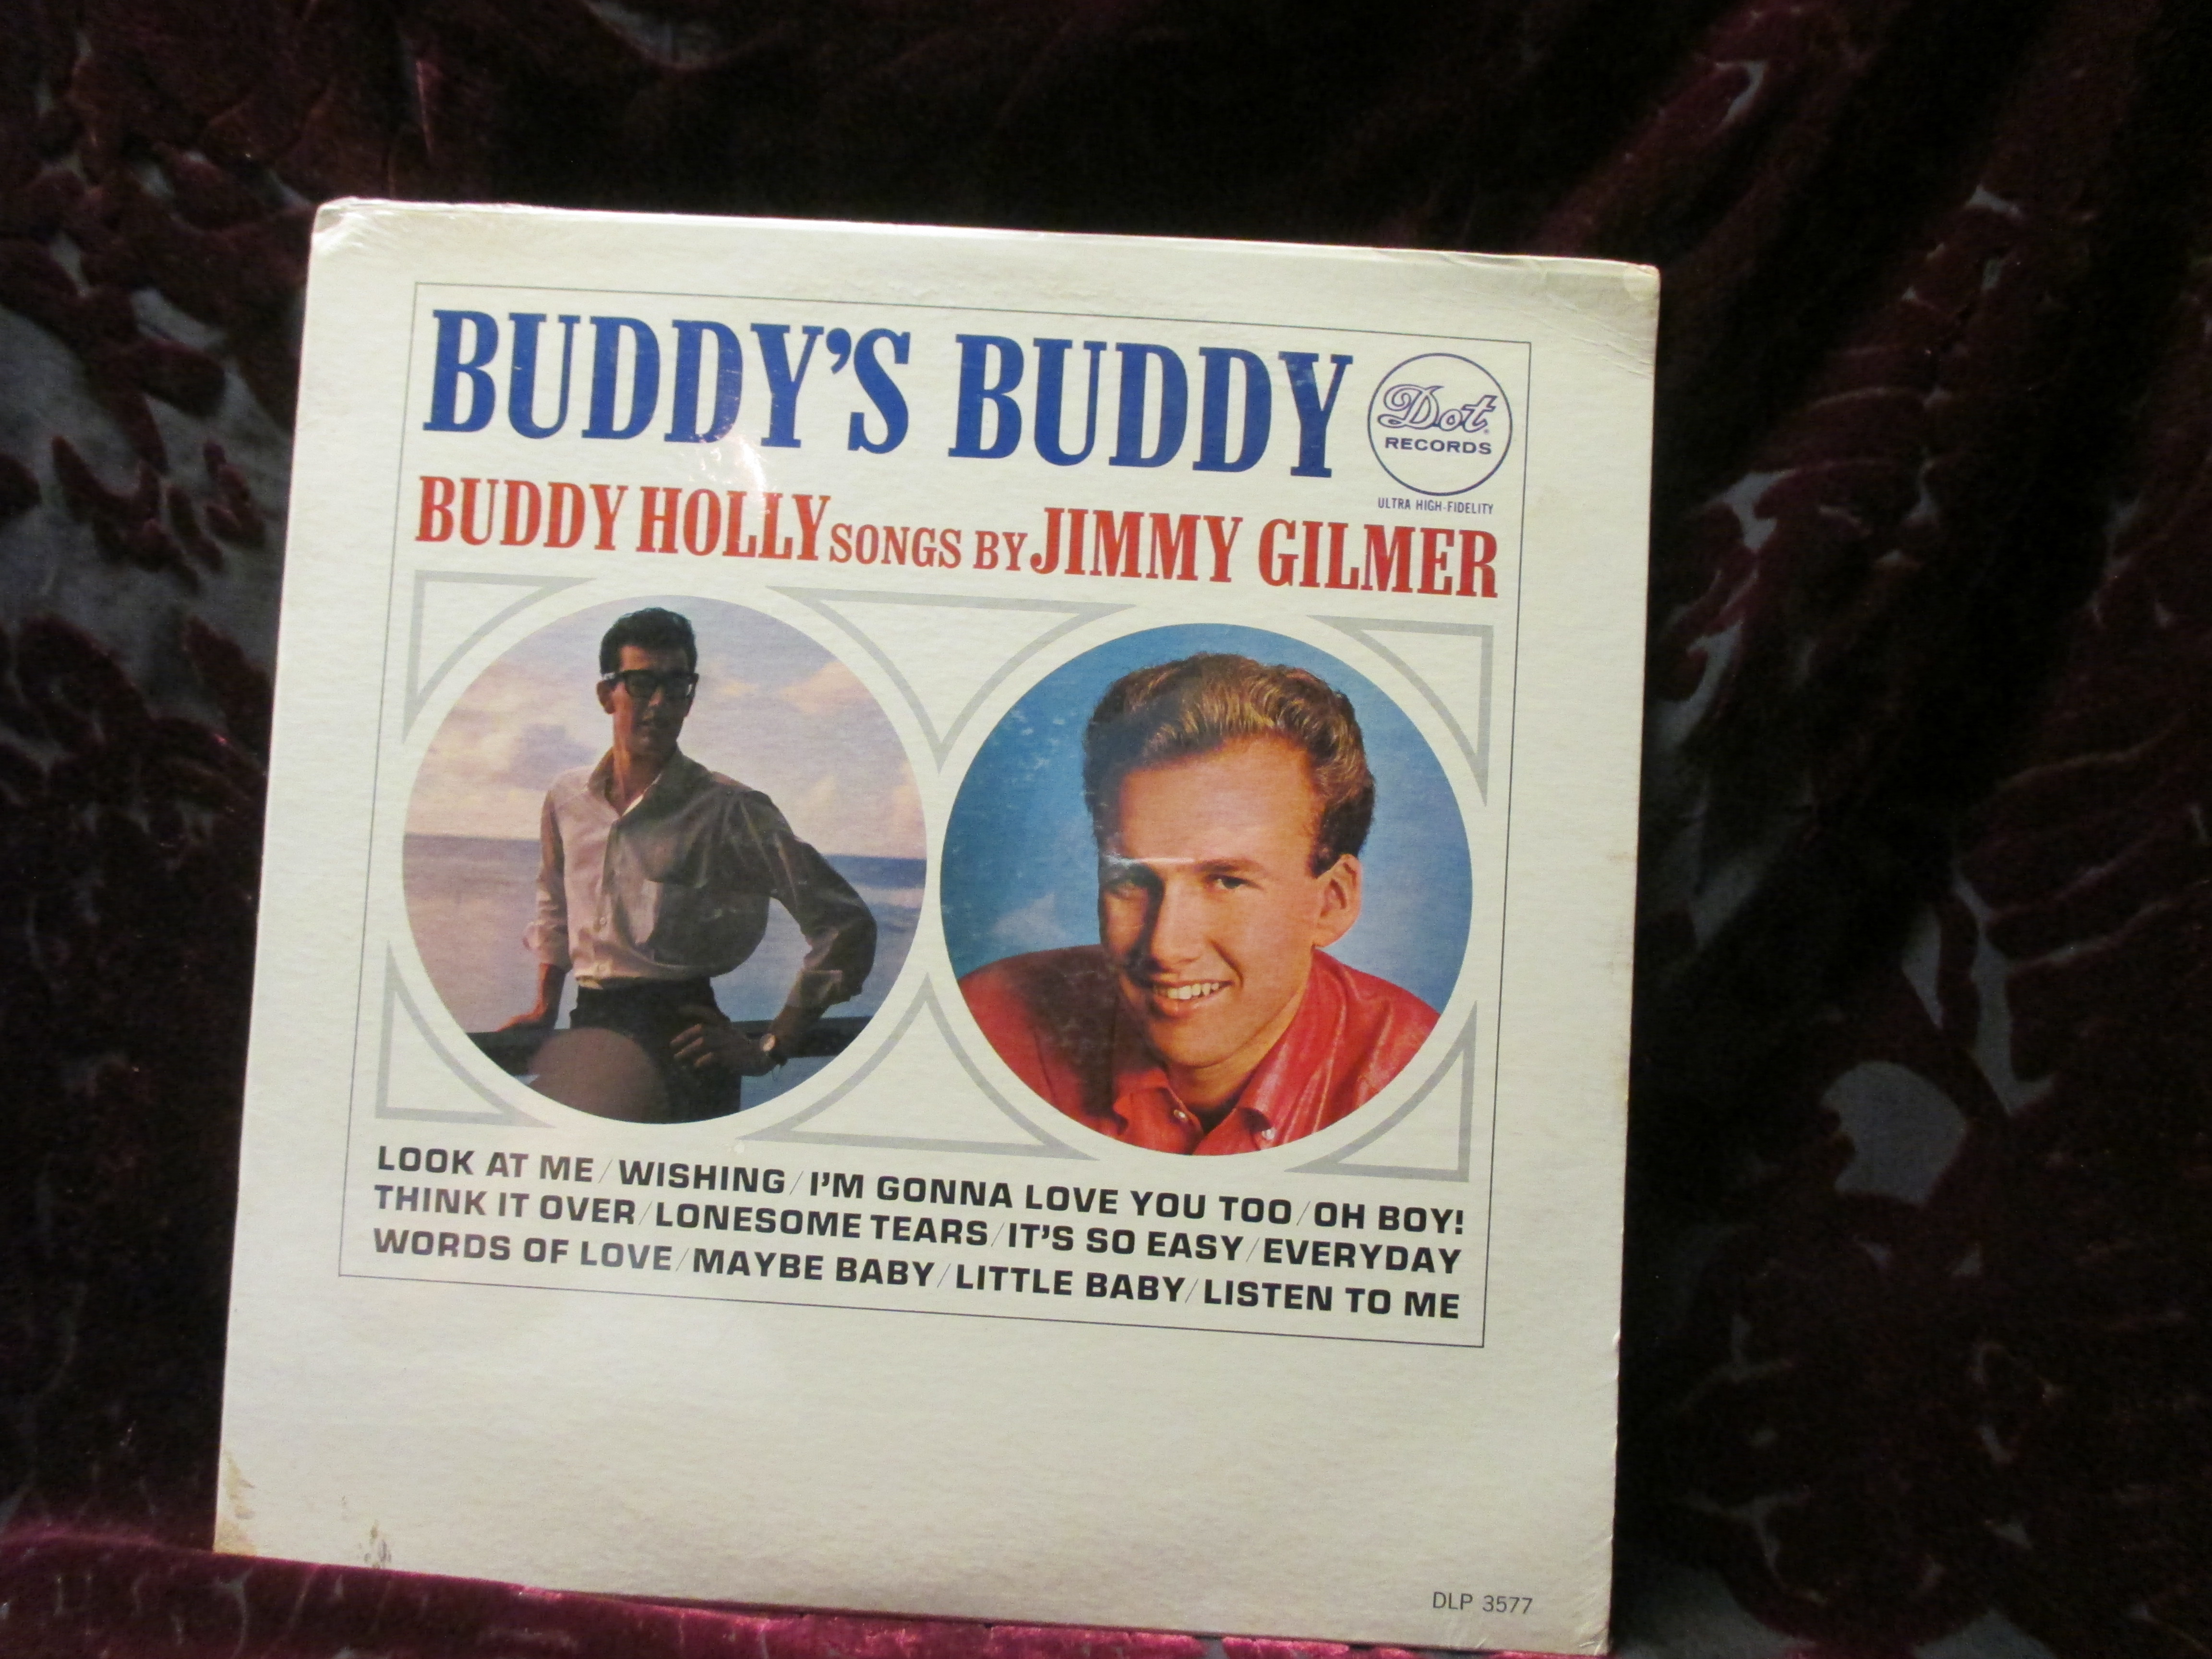 BUDDY'S BUDDY
Dot
RECORDS
ULTRA HIGH-FIDELITY
BUDDY HOLLY SONGS BY JIMMY GILMER
LOOK AT ME/WISHING/I'M GONNA LOVE YOU TOO/OH BOY!
THINK IT OVER/LONESOME TEARS/IT'S SO EASY/EVERYDAY
WORDS OF LOVE/MAYBE BABY/LITTLE BABY/LISTEN TO ME
DLP 3577